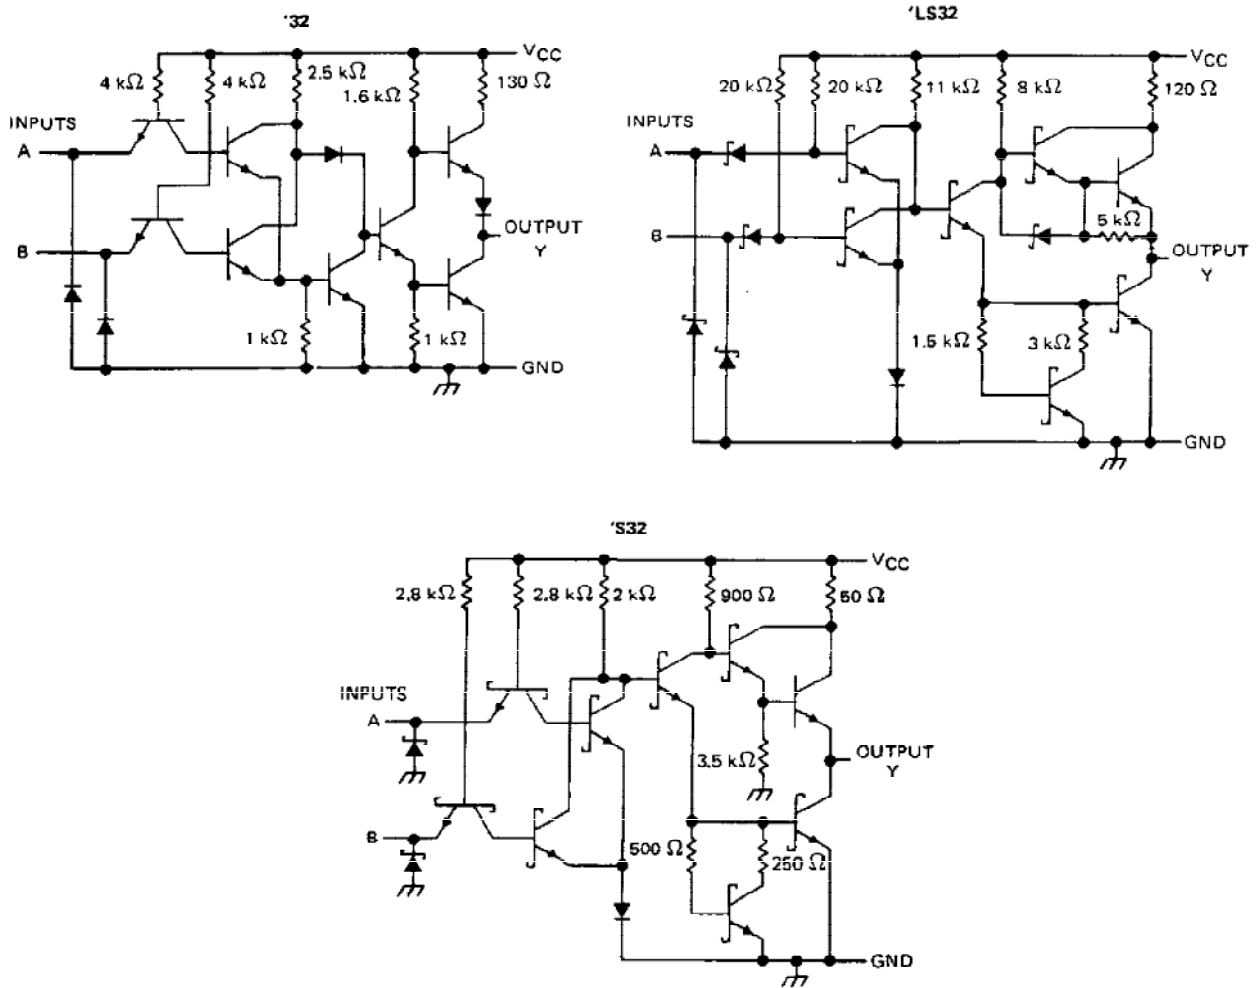 '32
VCC
4 kΩ
4 kΩ
2.5 kΩ
1.6 kΩ
130 Ω
INPUTS
A
B
OUTPUT
Y
1 kΩ
1 kΩ
GND
'LS32
VCC
20 kΩ
20 kΩ
11 kΩ
8 kΩ
120 Ω
INPUTS
A
B
5 kΩ
OUTPUT
Y
1.5 kΩ
3 kΩ
GND
'S32
VCC
2.8 kΩ
2.8 kΩ
2 kΩ
900 Ω
50 Ω
INPUTS
A
3.5 kΩ
OUTPUT
Y
B
500 Ω
250 Ω
GND